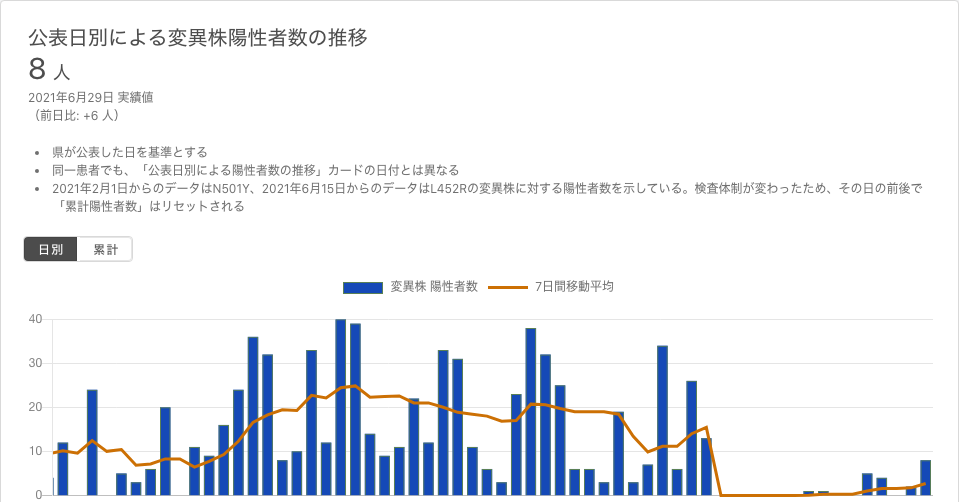 公表日別による変異株陽性者数の推移
8 人
2021年6月29日 実績値
（前日比: +6 人）
• 県が公表した日を基準とする
• 同一患者でも、「公表日別による陽性者数の推移」カードの日付とは異なる
• 2021年2月1日からのデータはN501Y、2021年6月15日からのデータはL452Rの変異株に対する陽性者数を示している。検査体制が変わったため、その日の前後で
「累計陽性者数」はリセットされる
日別 累計
変異株 陽性者数 7日間移動平均
40
30
20
10
0